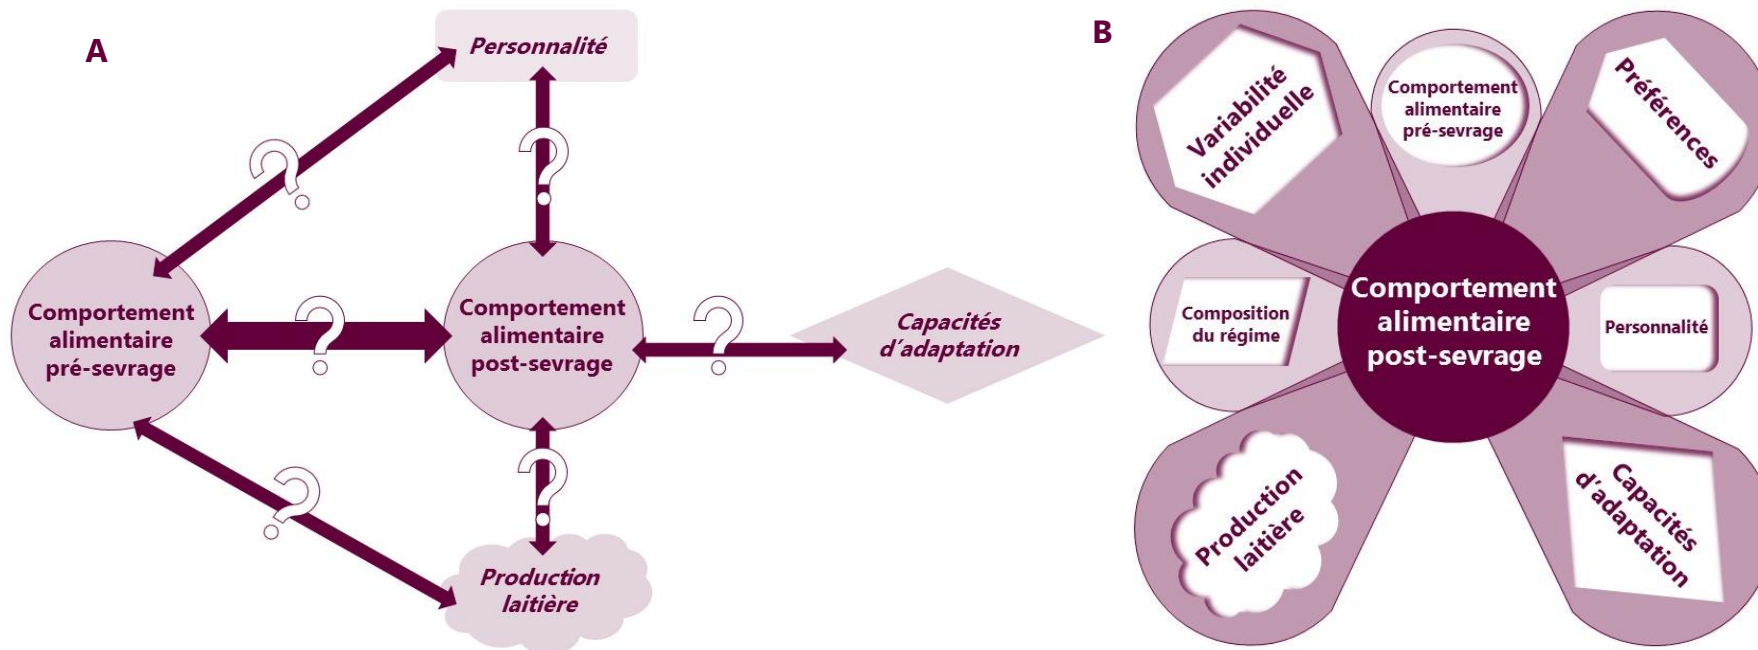 A
Personnalité
?
?
Comportement
alimentaire
pré-sevrage
?
Comportement
alimentaire
post-sevrage
?
Capacités
d’adaptation
?
?
Production
laitière
B
Variabilité
individuelle
Comportement
alimentaire
pré-sevrage
Préférences
Composition
du régime
Comportement
alimentaire
post-sevrage
Personnalité
Production
laitière
Capacités
d’adaptation